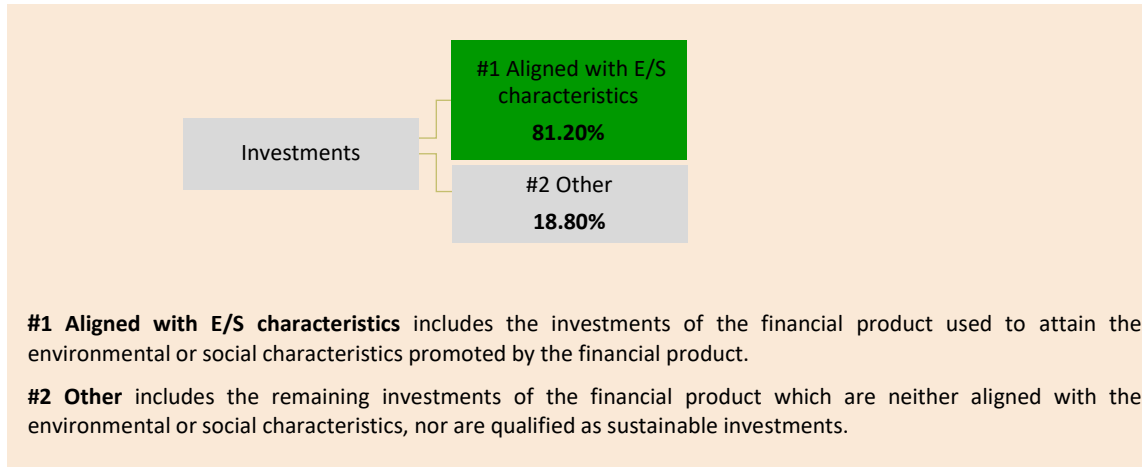 #1 Aligned with E/S
characteristics
81.20%
Investments
#2 Other
18.80%
#1 Aligned with E/S characteristics includes the investments of the financial product used to attain the
environmental or social characteristics promoted by the financial product.
#2 Other includes the remaining investments of the financial product which are neither aligned with the
environmental or social characteristics, nor are qualified as sustainable investments.